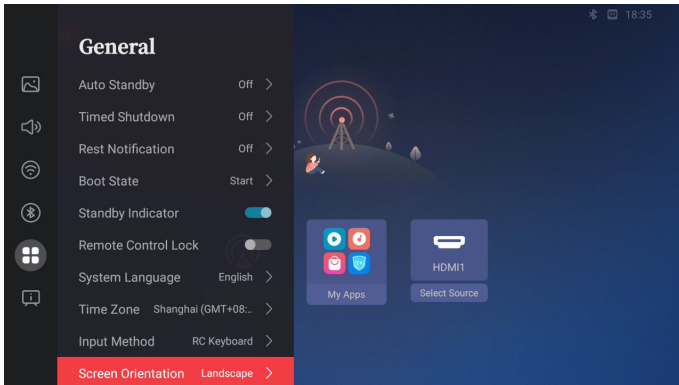 18:35
General
Auto Standby Off
Timed Shutdown Off
Rest Notification Off
Boot State Start
Standby Indicator
Remote Control Lock
System Language English
Time Zone Shanghai (GMT+08:..
Input Method RC Keyboard
Screen Orientation Landscape
HDMI1
My Apps
Select Source